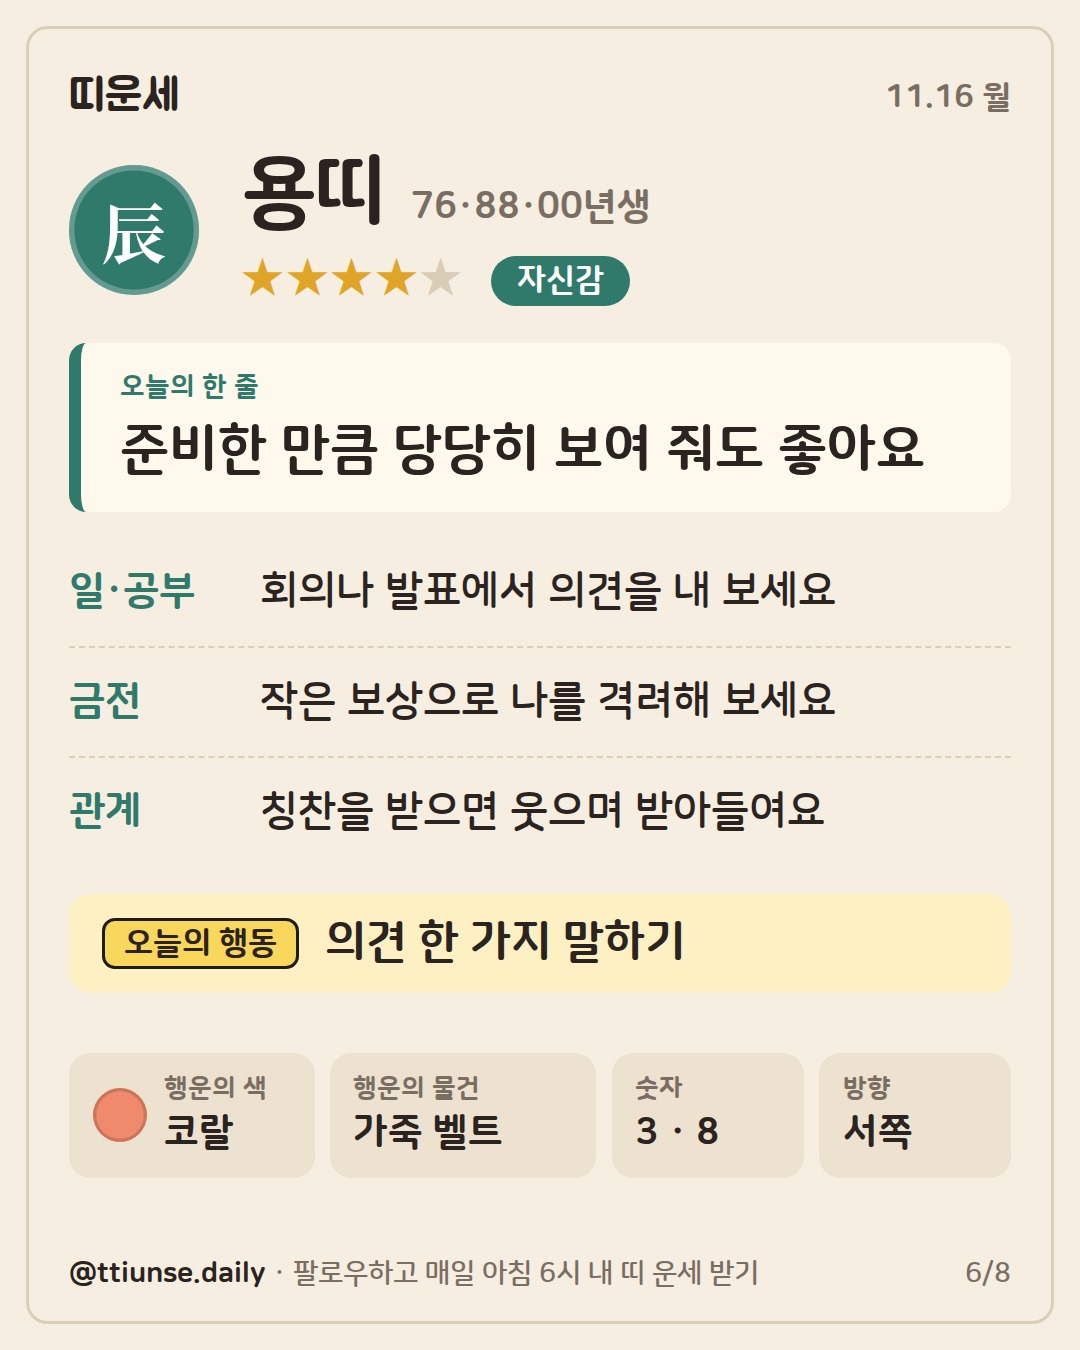 띠운세
11.16 월
辰
용띠 76·88·00년생
★★★★★ 자신감
오늘의 한 줄
준비한 만큼 당당히 보여 줘도 좋아요
일·공부 회의나 발표에서 의견을 내 보세요
금전 작은 보상으로 나를 격려해 보세요
관계 칭찬을 받으면 웃으며 받아들여요
오늘의 행동 의견 한 가지 말하기
행운의 색
코랄
행운의 물건
가죽 벨트
숫자
3 · 8
방향
서쪽
@ttiunse.daily · 팔로우하고 매일 아침 6시 내 띠 운세 받기
6/8